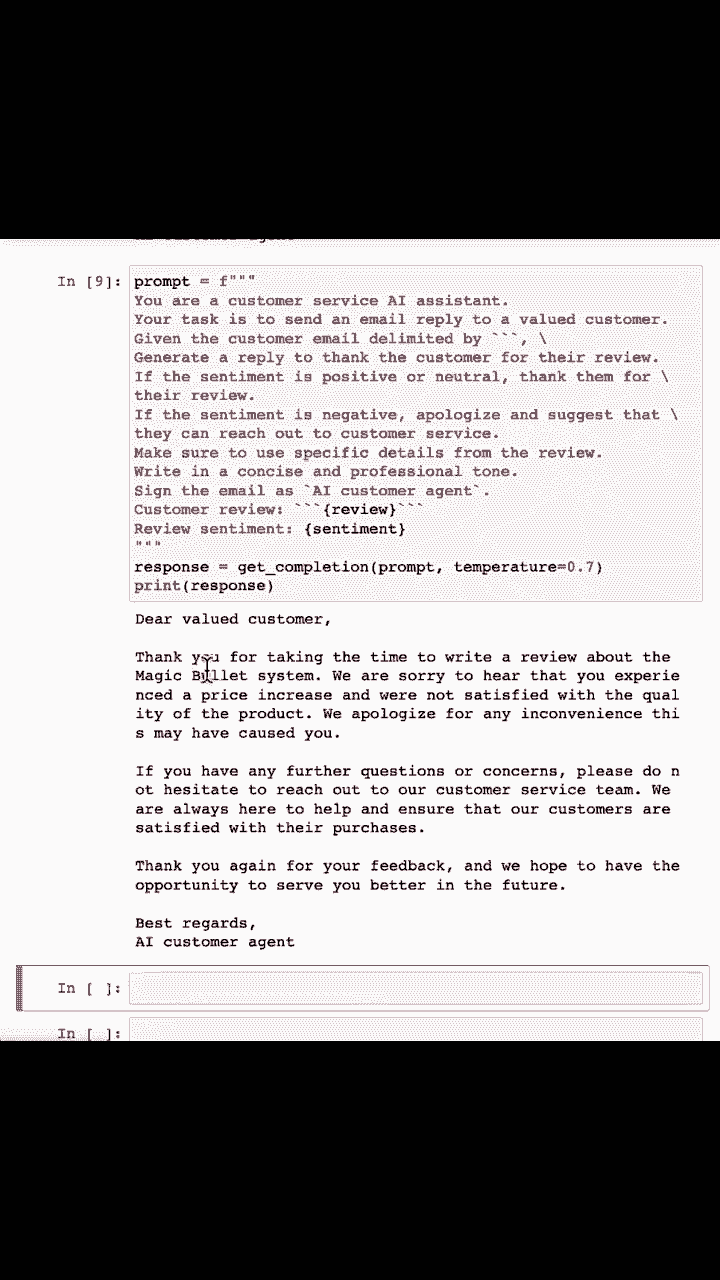 In [9]: prompt = f"""
You are a customer service AI assistant.
Your task is to send an email reply to a valued customer.
Given the customer email delimited by ```, \
Generate a reply to thank the customer for their review.
If the sentiment is positive or neutral, thank them for \
their review.
If the sentiment is negative, apologize and suggest that \
they can reach out to customer service.
Make sure to use specific details from the review.
Write in a concise and professional tone.
Sign the email as `AI customer agent`.
Customer review: ```{review}```
Review sentiment: {sentiment}
"""
response = get_completion(prompt, temperature=0.7)
print(response)
Dear valued customer,
Thank you for taking the time to write a review about the
Magic Bullet system. We are sorry to hear that you experie
nced a price increase and were not satisfied with the qual
ity of the product. We apologize for any inconvenience thi
s may have caused you.
If you have any further questions or concerns, please do n
ot hesitate to reach out to our customer service team. We
are always here to help and ensure that our customers are
satisfied with their purchases.
Thank you again for your feedback, and we hope to have the
opportunity to serve you better in the future.
Best regards,
AI customer agent
In [ ]:
In [ ]: